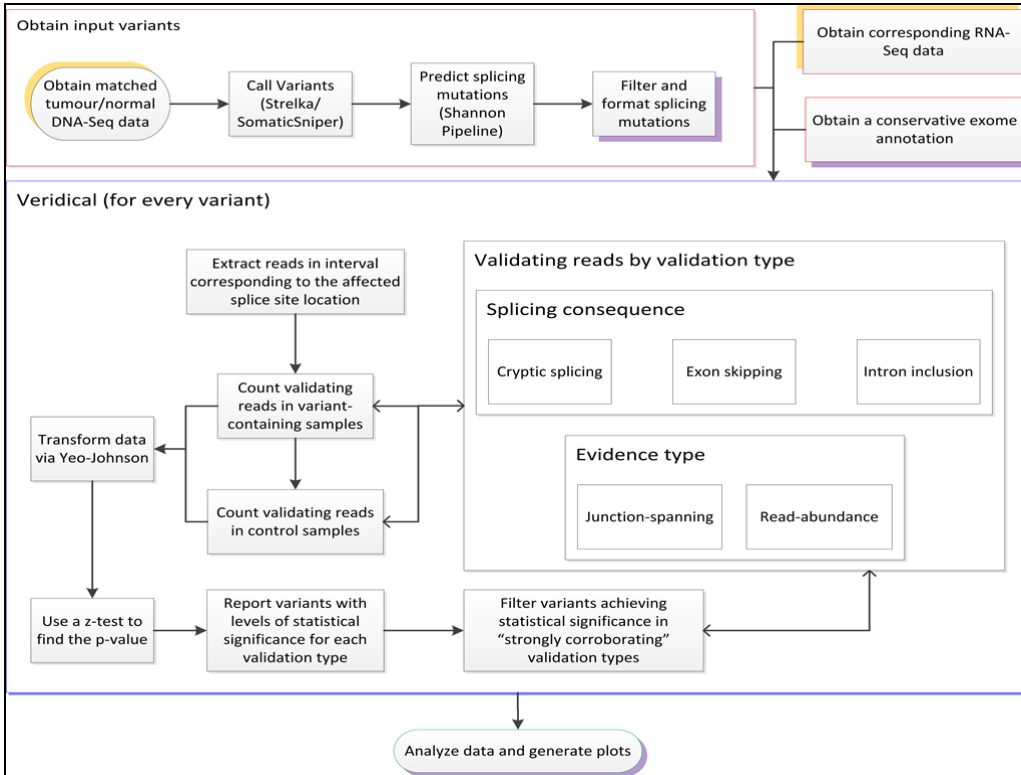 Obtain input variants
Obtain matched
tumour/normal
DNA-Seq data
Call Variants
(Strelka/
SomaticSniper)
Predict splicing
mutations
(Shannon
Pipeline)
Filter and
format splicing
mutations
Obtain corresponding RNA-
Seq data
Obtain a conservative exome
annotation
Veridical (for every variant)
Extract reads in interval
corresponding to the affected
splice site location
Count validating
reads in variant-
containing samples
Count validating reads
in control samples
Transform data
via Yeo-Johnson
Validating reads by validation type
Splicing consequence
Cryptic splicing
Exon skipping
Intron inclusion
Evidence type
Junction-spanning
Read-abundance
Use a z-test to
find the p-value
Report variants with
levels of statistical
significance for each
validation type
Filter variants achieving
statistical significance in
“strongly corroborating”
validation types
Analyze data and generate plots